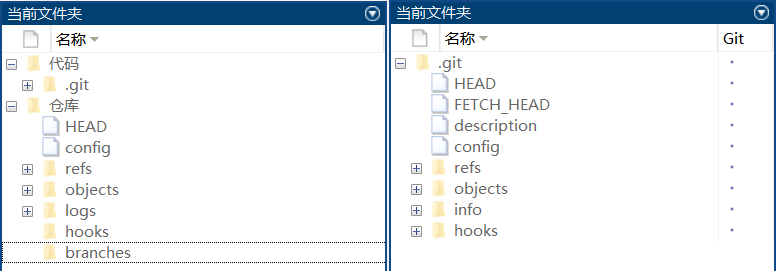 当前文件夹
名称
代码
.git
仓库
HEAD
config
refs
objects
logs
hooks
branches
当前文件夹
名称 Git
.git
HEAD
FETCH_HEAD
description
config
refs
objects
info
hooks